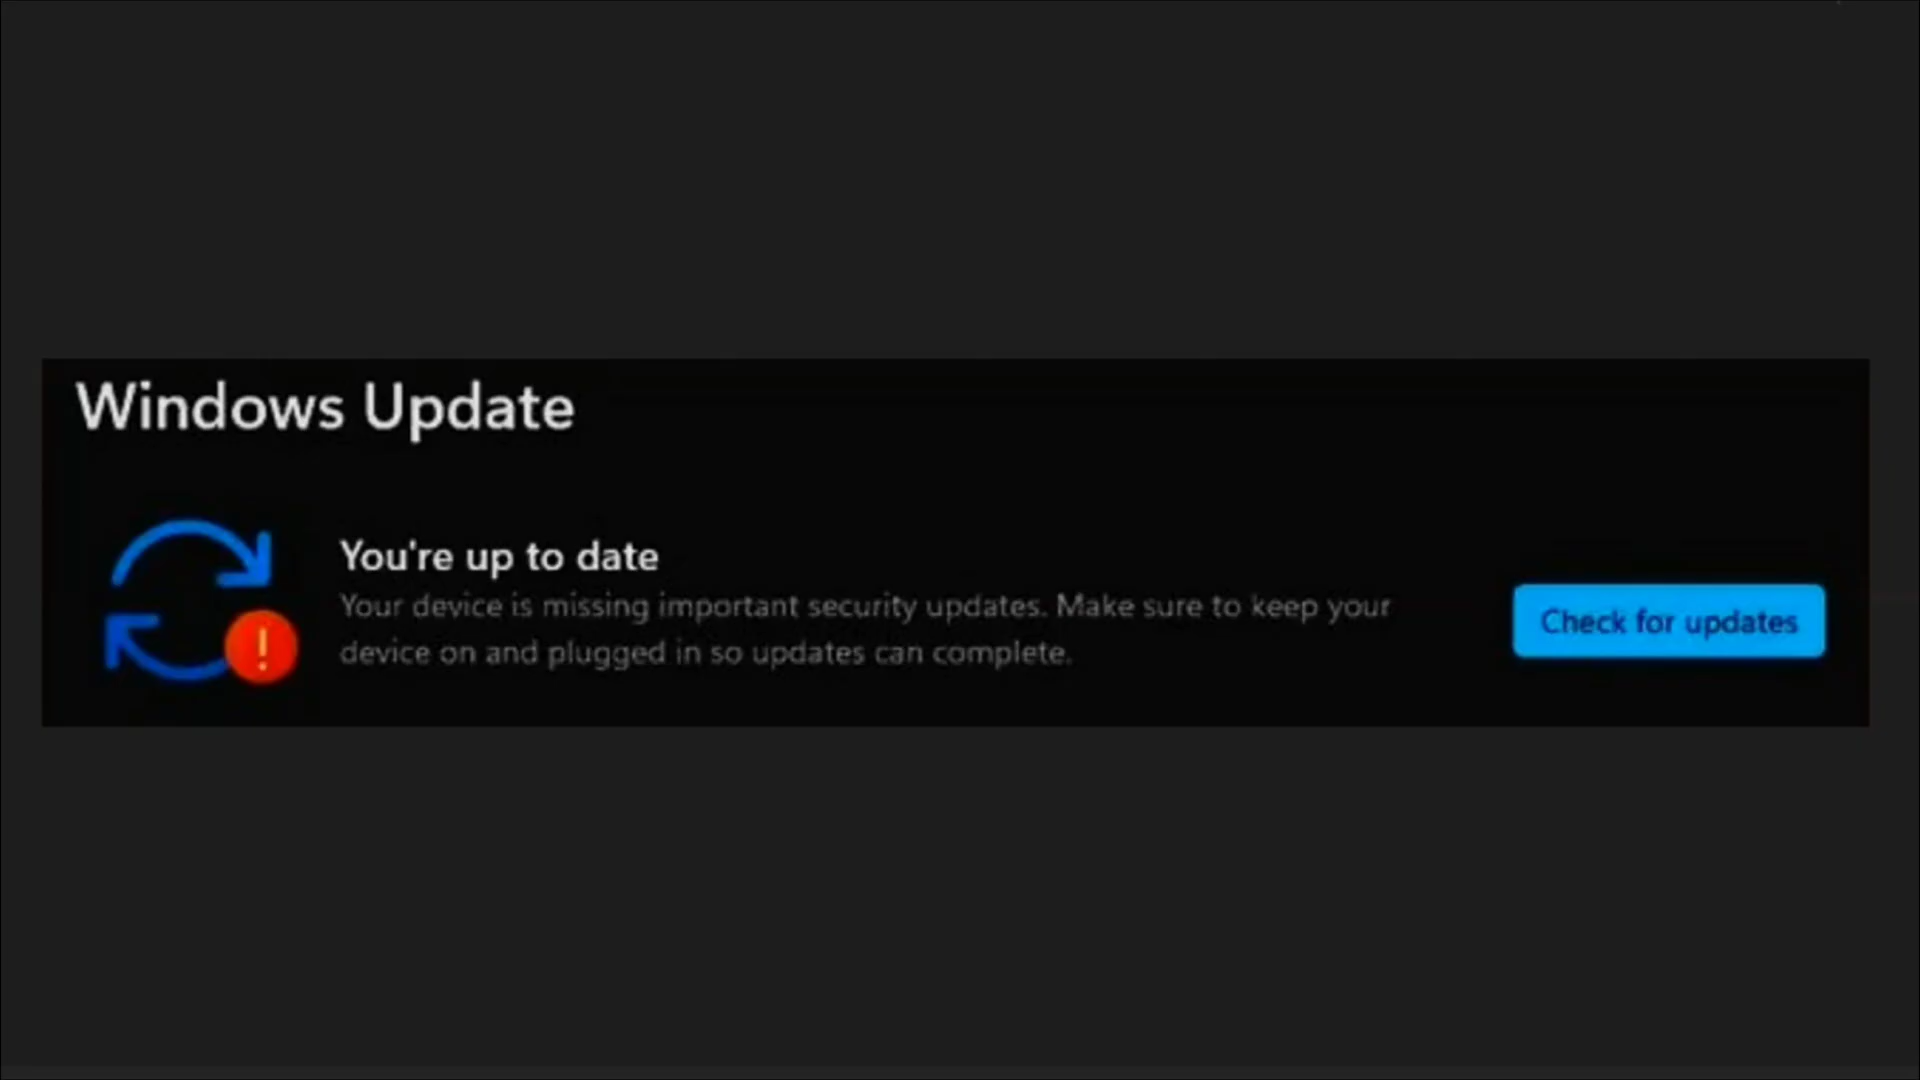 Windows Update
You're up to date
Your device is missing important security updates. Make sure to keep your
device on and plugged in so updates can complete.
Check for updates